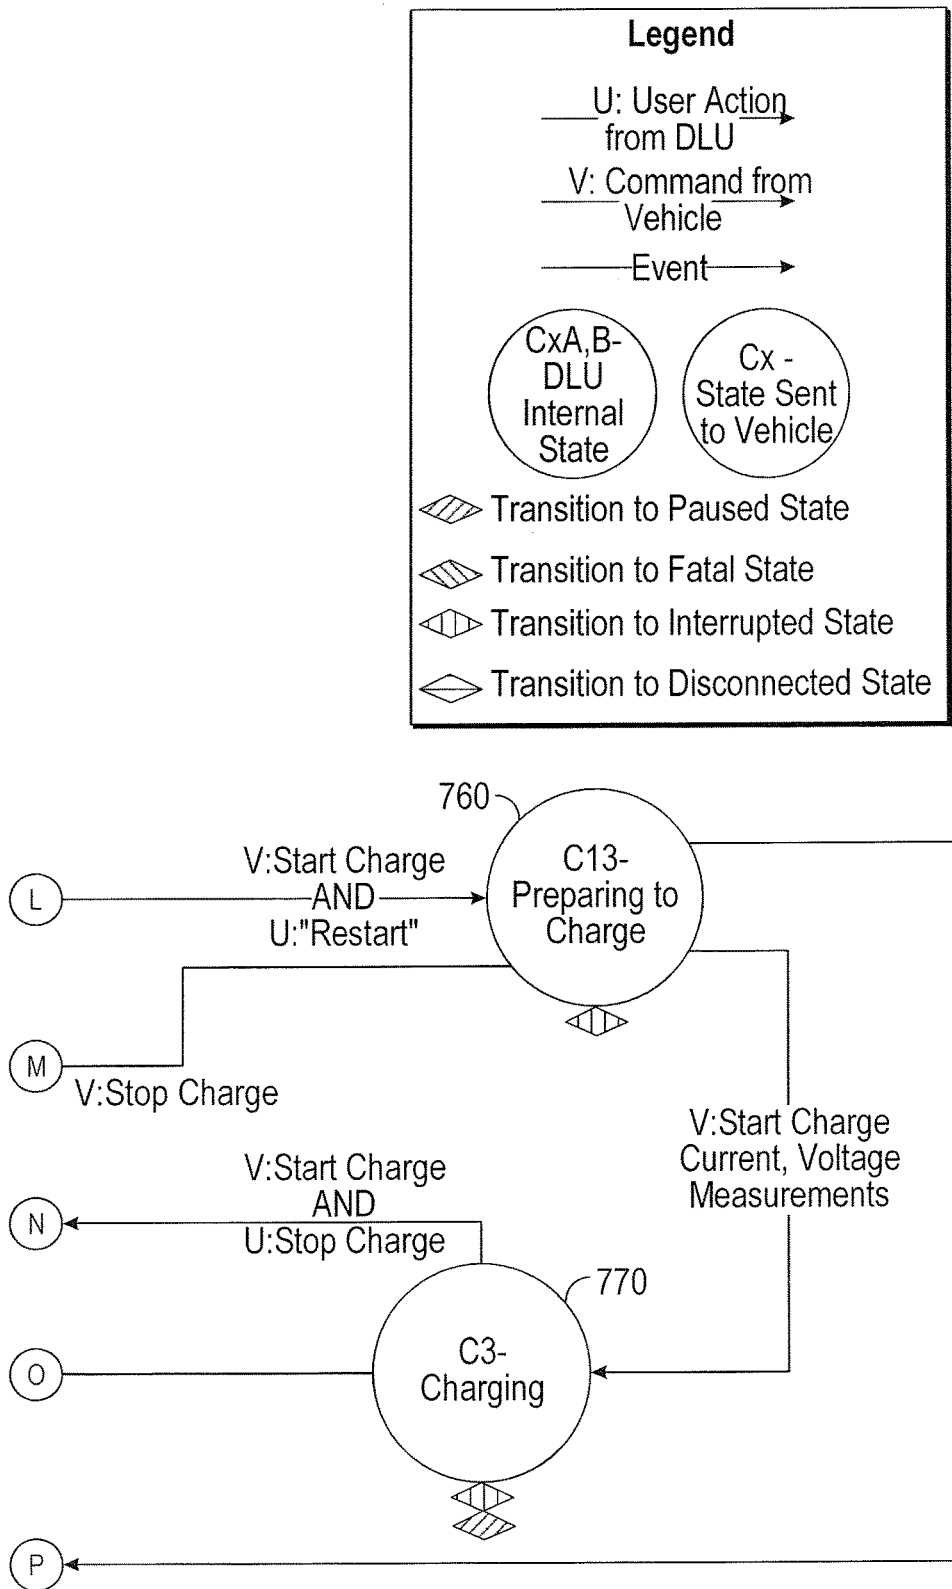 Legend
U: User Action
from DLU
V: Command from
Vehicle
Event
CxA,B-
DLU
Internal
State
Cx -
State Sent
to Vehicle
Transition to Paused State
Transition to Fatal State
Transition to Interrupted State
Transition to Disconnected State
760
C13-
Preparing to
Charge
L
V:Start Charge
AND
U:"Restart"
M
V:Stop Charge
V:Start Charge
Current, Voltage
Measurements
N
V:Start Charge
AND
U:Stop Charge
770
C3-
Charging
O
P